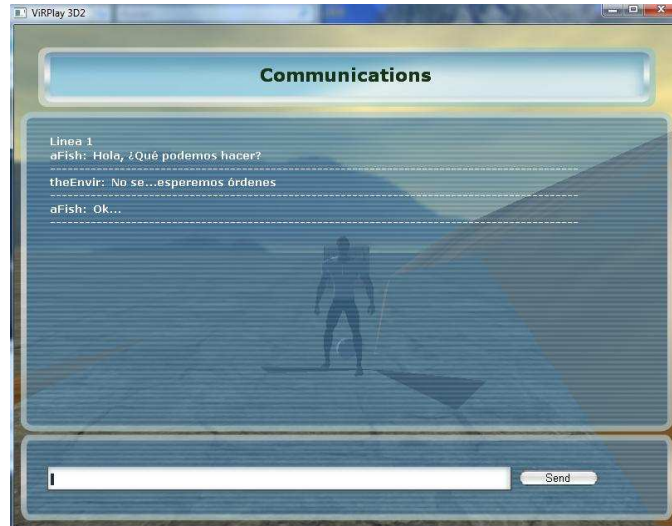 ViRPlay 3D2
Communications
Linea 1
aFish: Hola, ¿Qué podemos hacer?
theEnvir: No se...esperemos órdenes
aFish: Ok...
Send